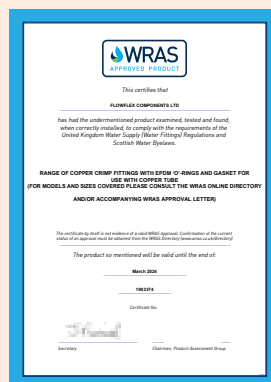 WRAS
APPROVED PRODUCT
This certifies that
FLOWFLEX COMPONENTS LTD
has had the undermentioned product examined, tested and found,
when correctly installed, to comply with the requirements of the
United Kingdom Water Supply (Water Fittings) Regulations and
Scottish Water Byelaws.
RANGE OF COPPER CRIMP FITTINGS WITH EPDM 'O'-RINGS AND GASKET FOR
USE WITH COPPER TUBE
(FOR MODELS AND SIZES COVERED PLEASE CONSULT THE WRAS ONLINE DIRECTORY
AND/OR ACCOMPANYING WRAS APPROVAL LETTER)
The certificate by itself is not evidence of a valid WRAS Approval. Confirmation of the current
status of an approval must be obtained from the WRAS Directory (www.wras.co.uk/directory)
The product so mentioned will be valid until the end of:
March 2024
1903374
Certificate No.
Secretary
Chairman, Product Assessment Group